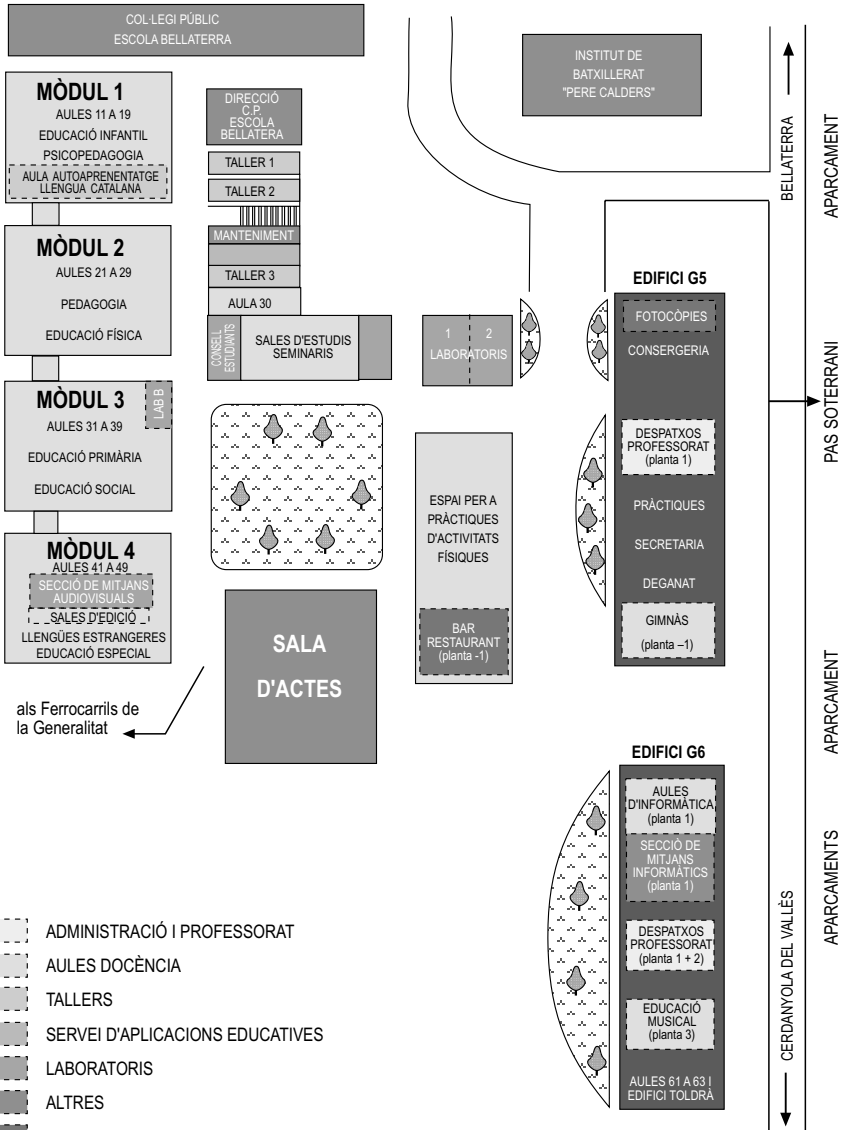 COL·LEGI PÚBLIC
ESCOLA BELLATERRA
INSTITUT DE
BATXILLERAT
"PERE CALDERS"
MÒDUL 1
AULES 11 A 19
EDUCACIÓ INFANTIL
PSICOPEDAGOGIA
AULA AUTOAPRENENTATGE
LLENGUA CATALANA
DIRECCIÓ
C.P.
ESCOLA
BELLATERA
TALLER 1
TALLER 2
MANTENIMENT
TALLER 3
AULA 30
CONSELL
ESTUDIANTS
SALES D'ESTUDIS
SEMINARIS
MÒDUL 2
AULES 21 A 29
PEDAGOGIA
EDUCACIÓ FÍSICA
MÒDUL 3
LAB B
AULES 31 A 39
EDUCACIÓ PRIMÀRIA
EDUCACIÓ SOCIAL
MÒDUL 4
AULES 41 A 49
SECCIÓ DE MITJANS
AUDIOVISUALS
SALES D'EDICIÓ
LLENGÜES ESTRANGERES
EDUCACIÓ ESPECIAL
als Ferrocarrils de
la Generalitat
SALA
D'ACTES
1 2
LABORATORIS
ESPAI PER A
PRÀCTIQUES
D'ACTIVITATS
FÍSIQUES
BAR
RESTAURANT
(planta -1)
EDIFICI G5
FOTOCÒPIES
CONSERGERIA
DESPATXOS
PROFESSORAT
(planta 1)
PRÀCTIQUES
SECRETARIA
DEGANAT
GIMNÀS
(planta –1)
EDIFICI G6
AULES
D'INFORMÀTICA
(planta 1)
SECCIÓ DE
MITJANS
INFORMÀTICS
(planta 1)
DESPATXOS
PROFESSORAT
(planta 1 + 2)
EDUCACIÓ
MUSICAL
(planta 3)
AULES 61 A 63 I
EDIFICI TOLDRÀ
BELLATERRA
APARCAMENT
PAS SOTERRANI
APARCAMENT
APARCAMENTS
CERDANYOLA DEL VALLÈS
ADMINISTRACIÓ I PROFESSORAT
AULES DOCÈNCIA
TALLERS
SERVEI D'APLICACIONS EDUCATIVES
LABORATORIS
ALTRES